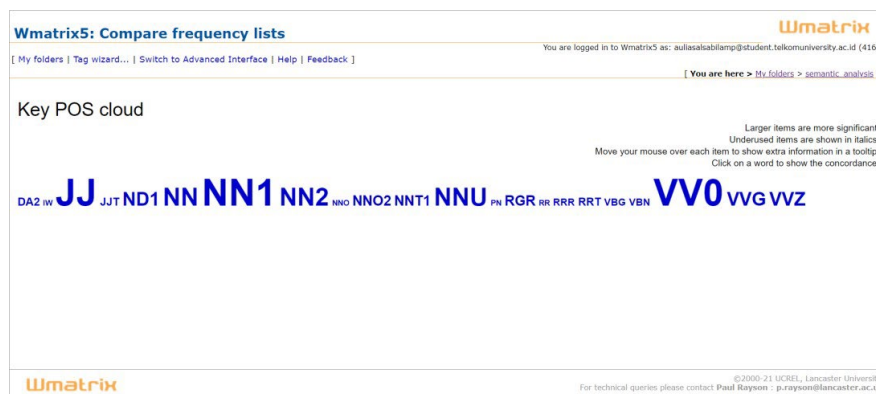 Wmatrix5: Compare frequency lists
Wmatrix
You are logged in to Wmatrix5 as: auliasalsabilamp@student.telkomuniversity.ac.id (416
[ My folders | Tag wizard... | Switch to Advanced Interface | Help | Feedback ]
[ You are here > My folders > semantic_analysis
Key POS cloud
Larger items are more significant
Underused items are shown in italics
Move your mouse over each item to show extra information in a tooltip
Click on a word to show the concordance
DA2 IW JJ JJT ND1 NN NN1 NN2 NNO NNO2 NNT1 NNU PN RGR RR RRR RRT VBG VBN VV0 VVG VVZ
Wmatrix
©2000-21 UCREL, Lancaster Universit
For technical queries please contact Paul Rayson : p.rayson@lancaster.ac.u